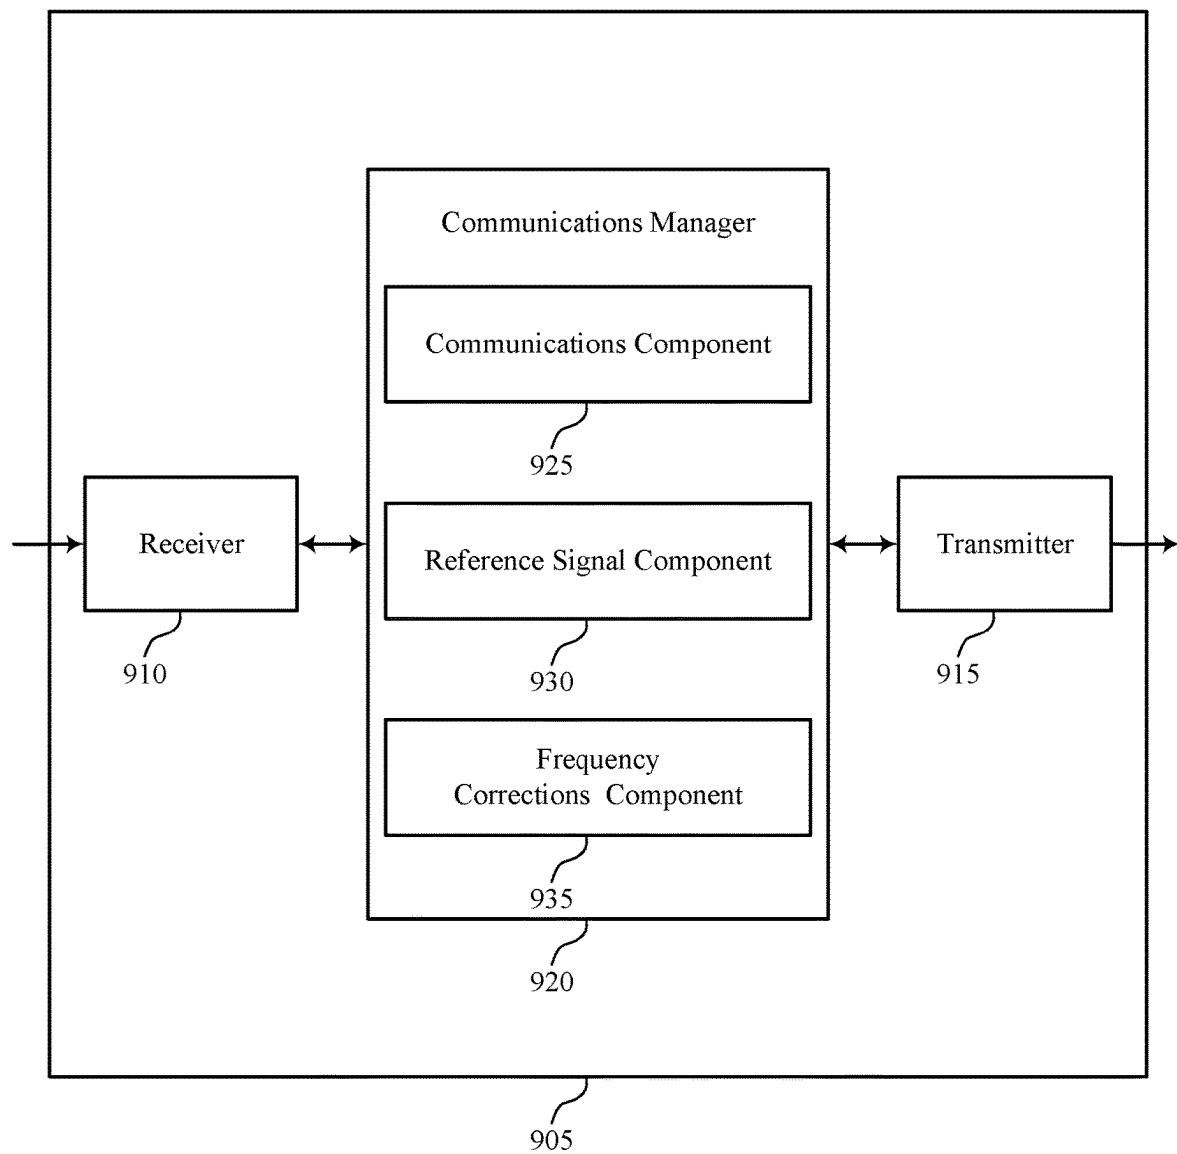 Communications Manager
Communications Component
925
Receiver
Reference Signal Component
Transmitter
910
930
915
Frequency
Corrections Component
935
920
905